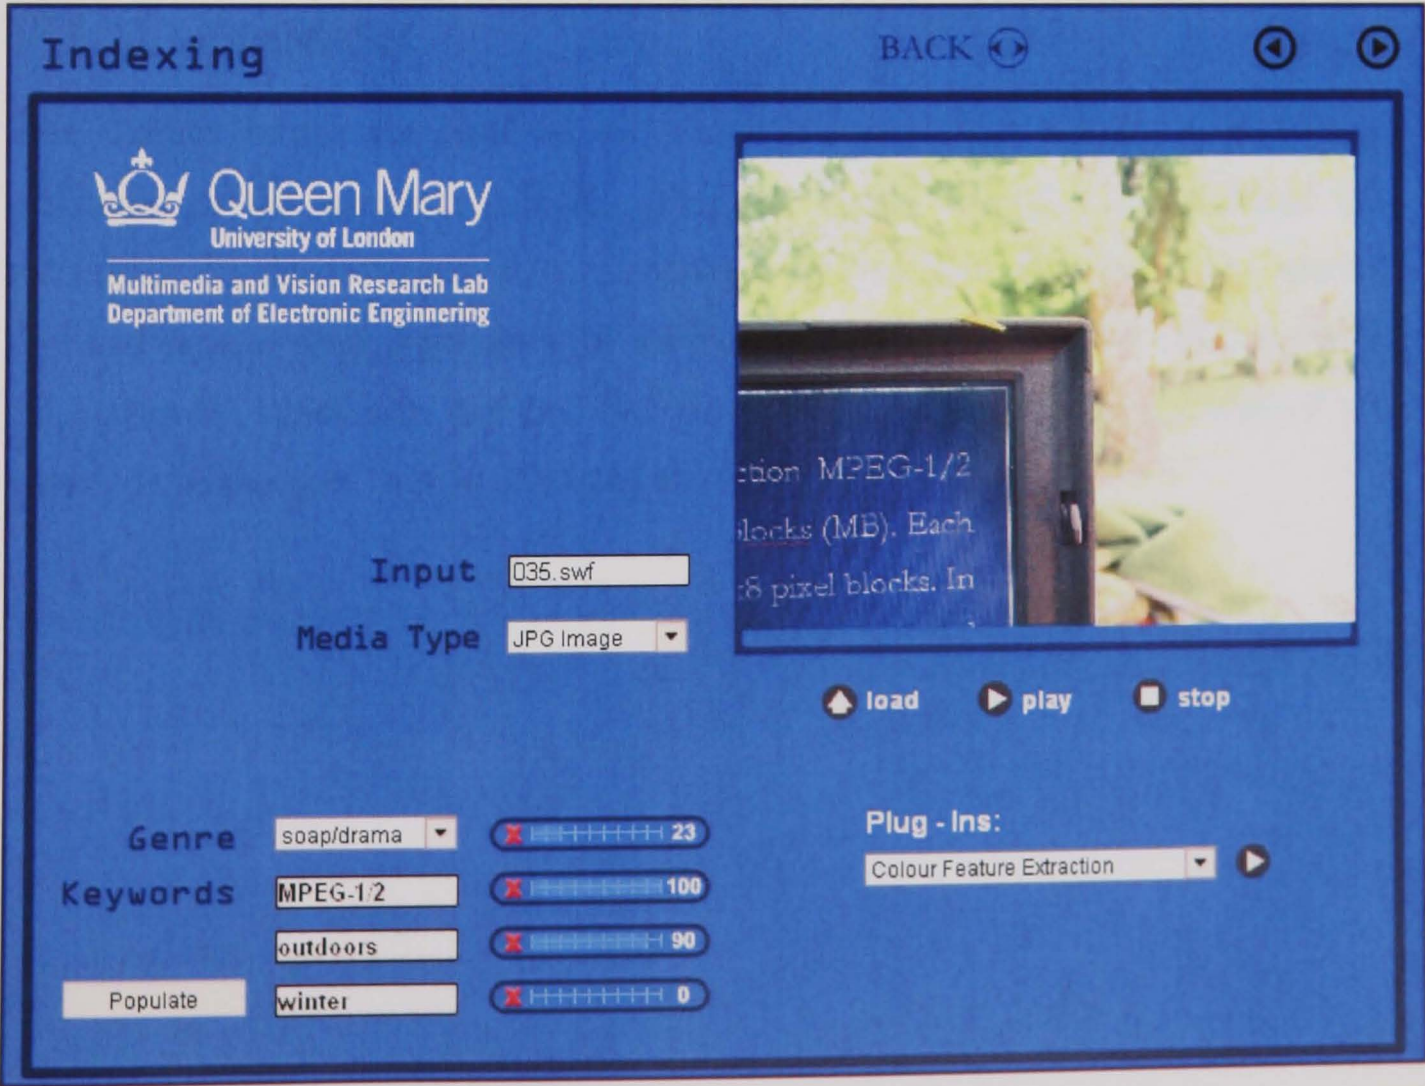 Indexing
BACK
Queen Mary
University of London
Multimedia and Vision Research Lab
Department of Electronic Enginnering
ction MPEG-1/2
blocks (MB). Each
x8 pixel blocks. In
Input 035.swf
Media Type JPG Image
load play stop
Genre soap/drama 23
Keywords MPEG-1/2 100
outdoors 90
Populate winter 0
Plug - Ins:
Colour Feature Extraction